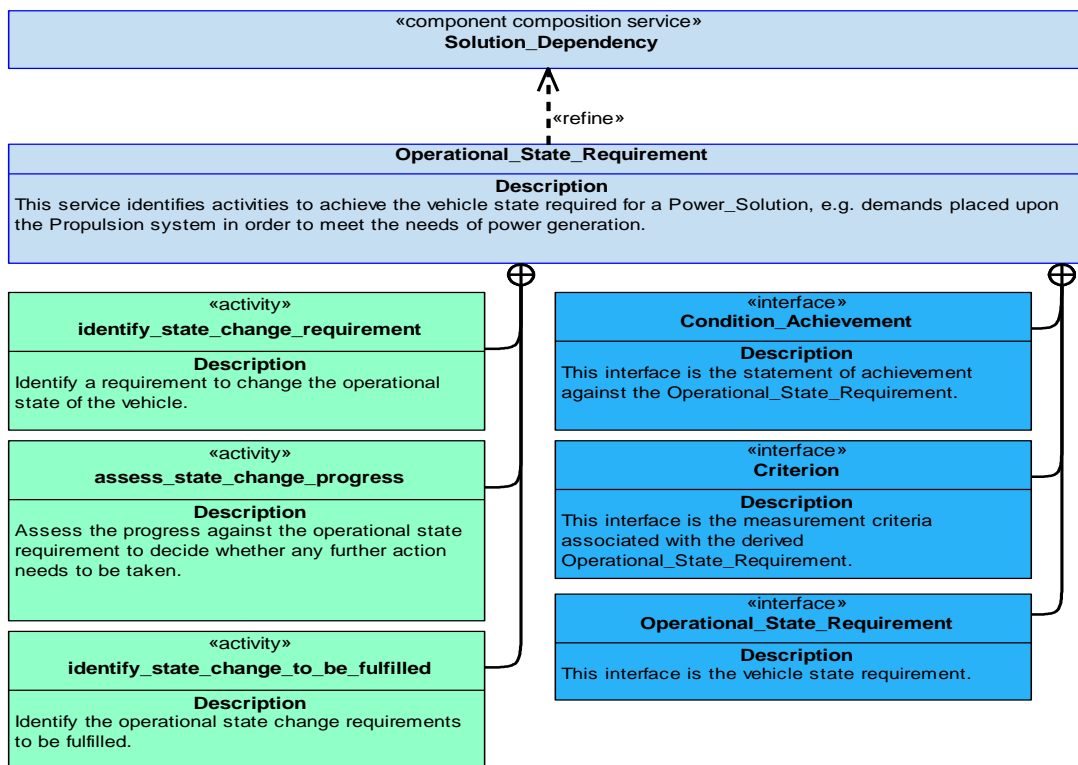 «component composition service»
Solution_Dependency
«refine»
Operational_State_Requirement
Description
This service identifies activities to achieve the vehicle state required for a Power_Solution, e.g. demands placed upon
the Propulsion system in order to meet the needs of power generation.
«activity»
identify_state_change_requirement
Description
Identify a requirement to change the operational
state of the vehicle.
«activity»
assess_state_change_progress
Description
Assess the progress against the operational state
requirement to decide whether any further action
needs to be taken.
«activity»
identify_state_change_to_be_fulfilled
Description
Identify the operational state change requirements
to be fulfilled.
«interface»
Condition_Achievement
Description
This interface is the statement of achievement
against the Operational_State_Requirement.
«interface»
Criterion
Description
This interface is the measurement criteria
associated with the derived
Operational_State_Requirement.
«interface»
Operational_State_Requirement
Description
This interface is the vehicle state requirement.